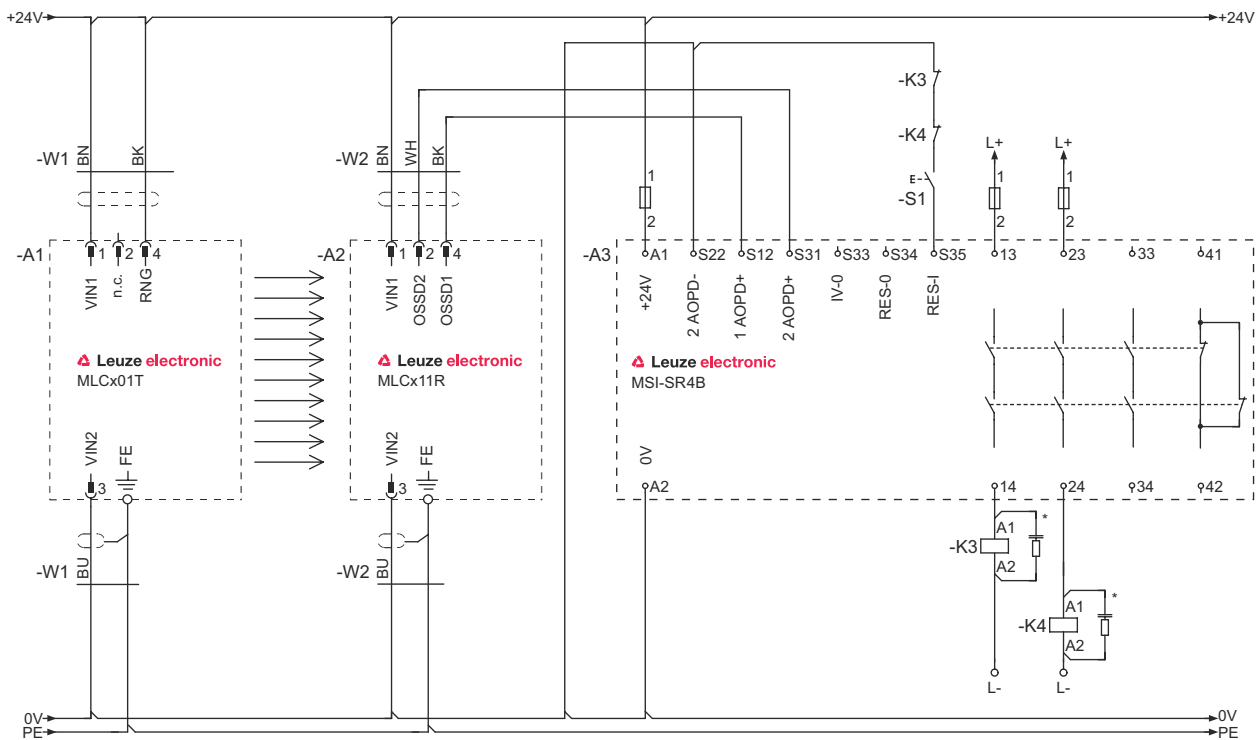 +24V
+24V
-W1
BN
BK
-W2
BN
WH
BK
-K3
-K4
E
-S1
L+
L+
1
2
1
2
1
2
-A1
1
2
4
VIN1
n.c.
RNG
Leuze electronic
MLCx01T
VIN2
FE
3
-A2
1
2
4
VIN1
OSSD2
OSSD1
Leuze electronic
MLCx11R
VIN2
FE
3
-A3
A1
S22
S12
S31
S33
S34
S35
13
23
33
41
+24V
2 AOPD-
1 AOPD+
2 AOPD+
IV-0
RES-0
RES-I
Leuze electronic
MSI-SR4B
0V
A2
14
24
34
42
-W1
BU
-W2
BU
-K3
A1
A2
*
-K4
A1
A2
*
L-
L-
0V
0V
PE
PE